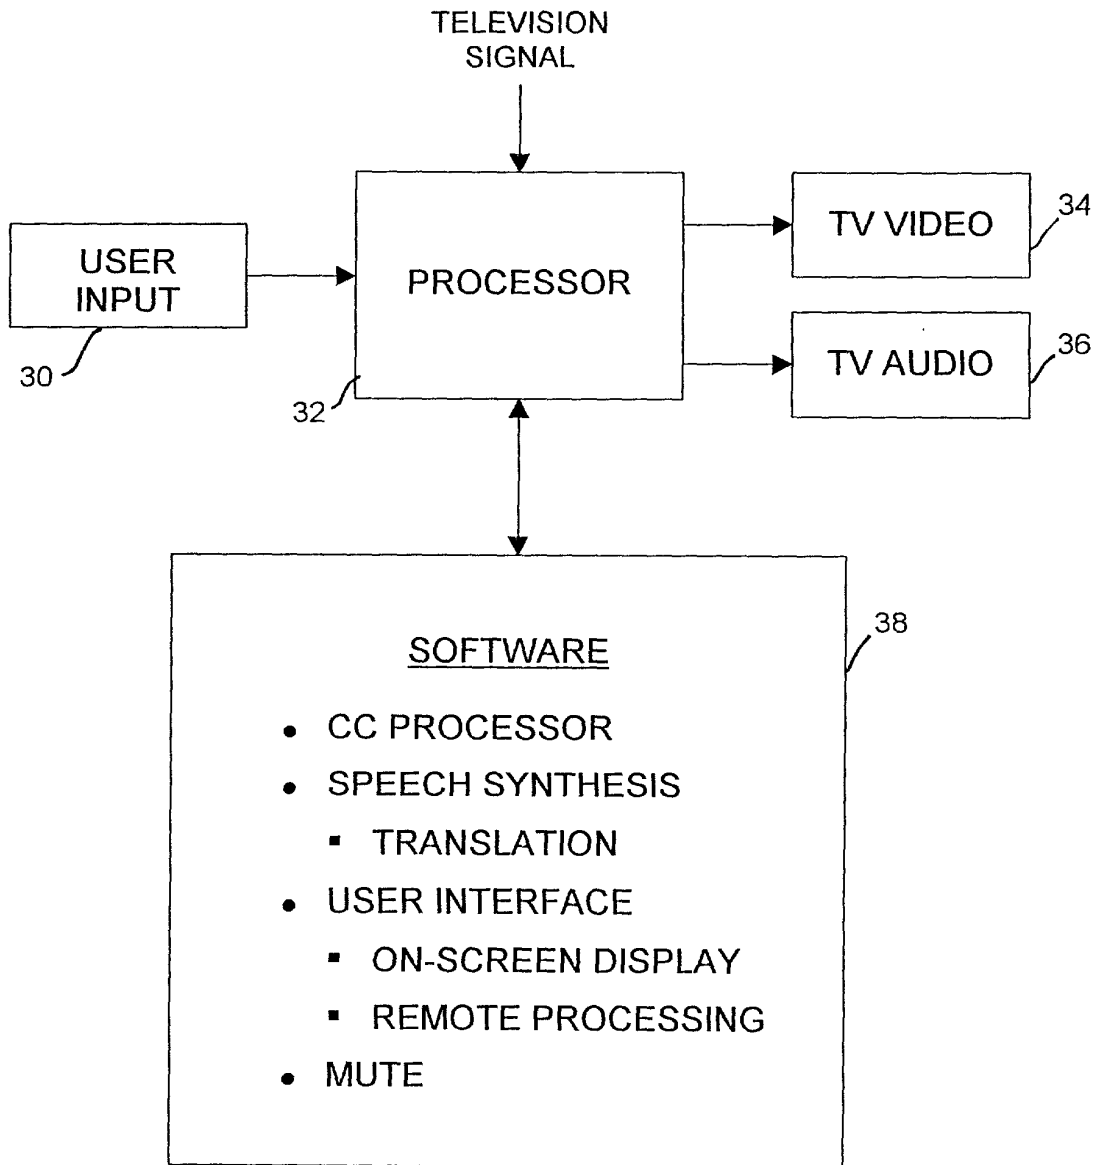 TELEVISION
SIGNAL
USER
INPUT
30
PROCESSOR
32
TV VIDEO
34
TV AUDIO
36
SOFTWARE
38
• CC PROCESSOR
• SPEECH SYNTHESIS
▪ TRANSLATION
• USER INTERFACE
▪ ON-SCREEN DISPLAY
▪ REMOTE PROCESSING
• MUTE